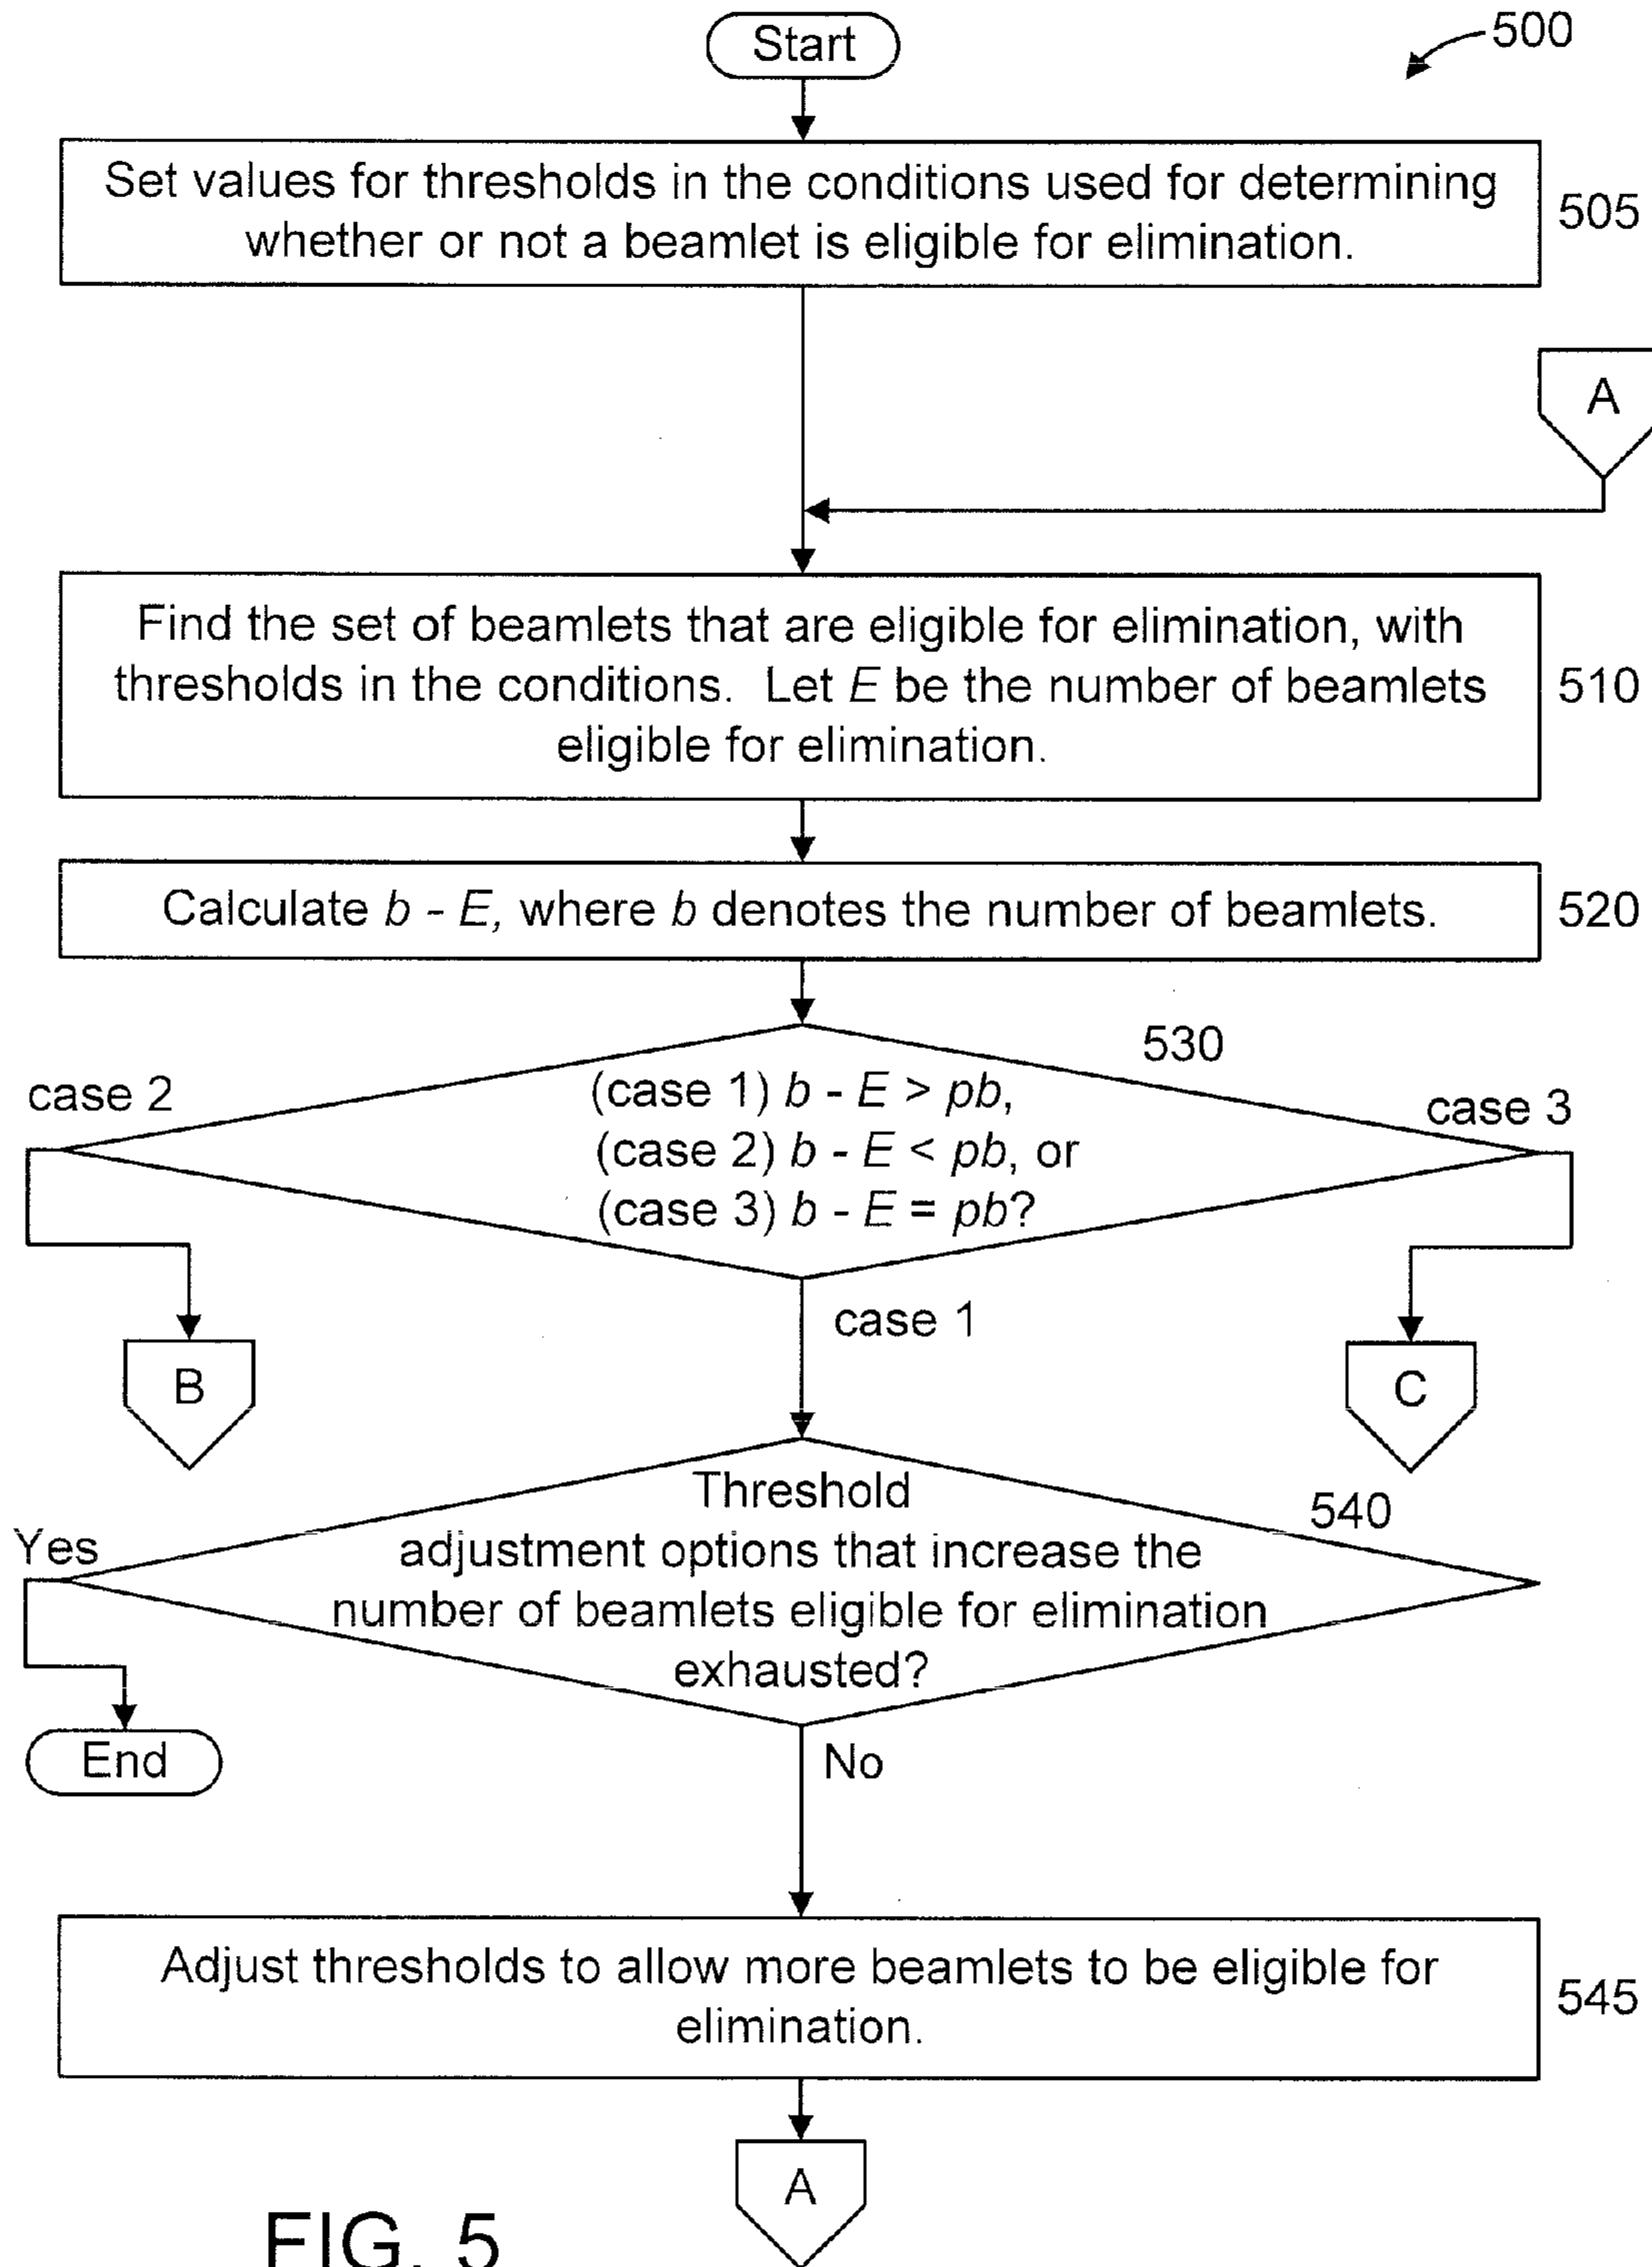 Start
500
Set values for thresholds in the conditions used for determining
whether or not a beamlet is eligible for elimination.
505
A
Find the set of beamlets that are eligible for elimination, with
thresholds in the conditions.  Let E be the number of beamlets
eligible for elimination.
510
Calculate b - E, where b denotes the number of beamlets.
520
530
case 2
(case 1) b - E > pb,
case 3
(case 2) b - E < pb, or
(case 3) b - E = pb?
case 1
B
C
Threshold
540
Yes
adjustment options that increase the
number of beamlets eligible for elimination
exhausted?
End
No
Adjust thresholds to allow more beamlets to be eligible for
elimination.
545
A
FIG. 5